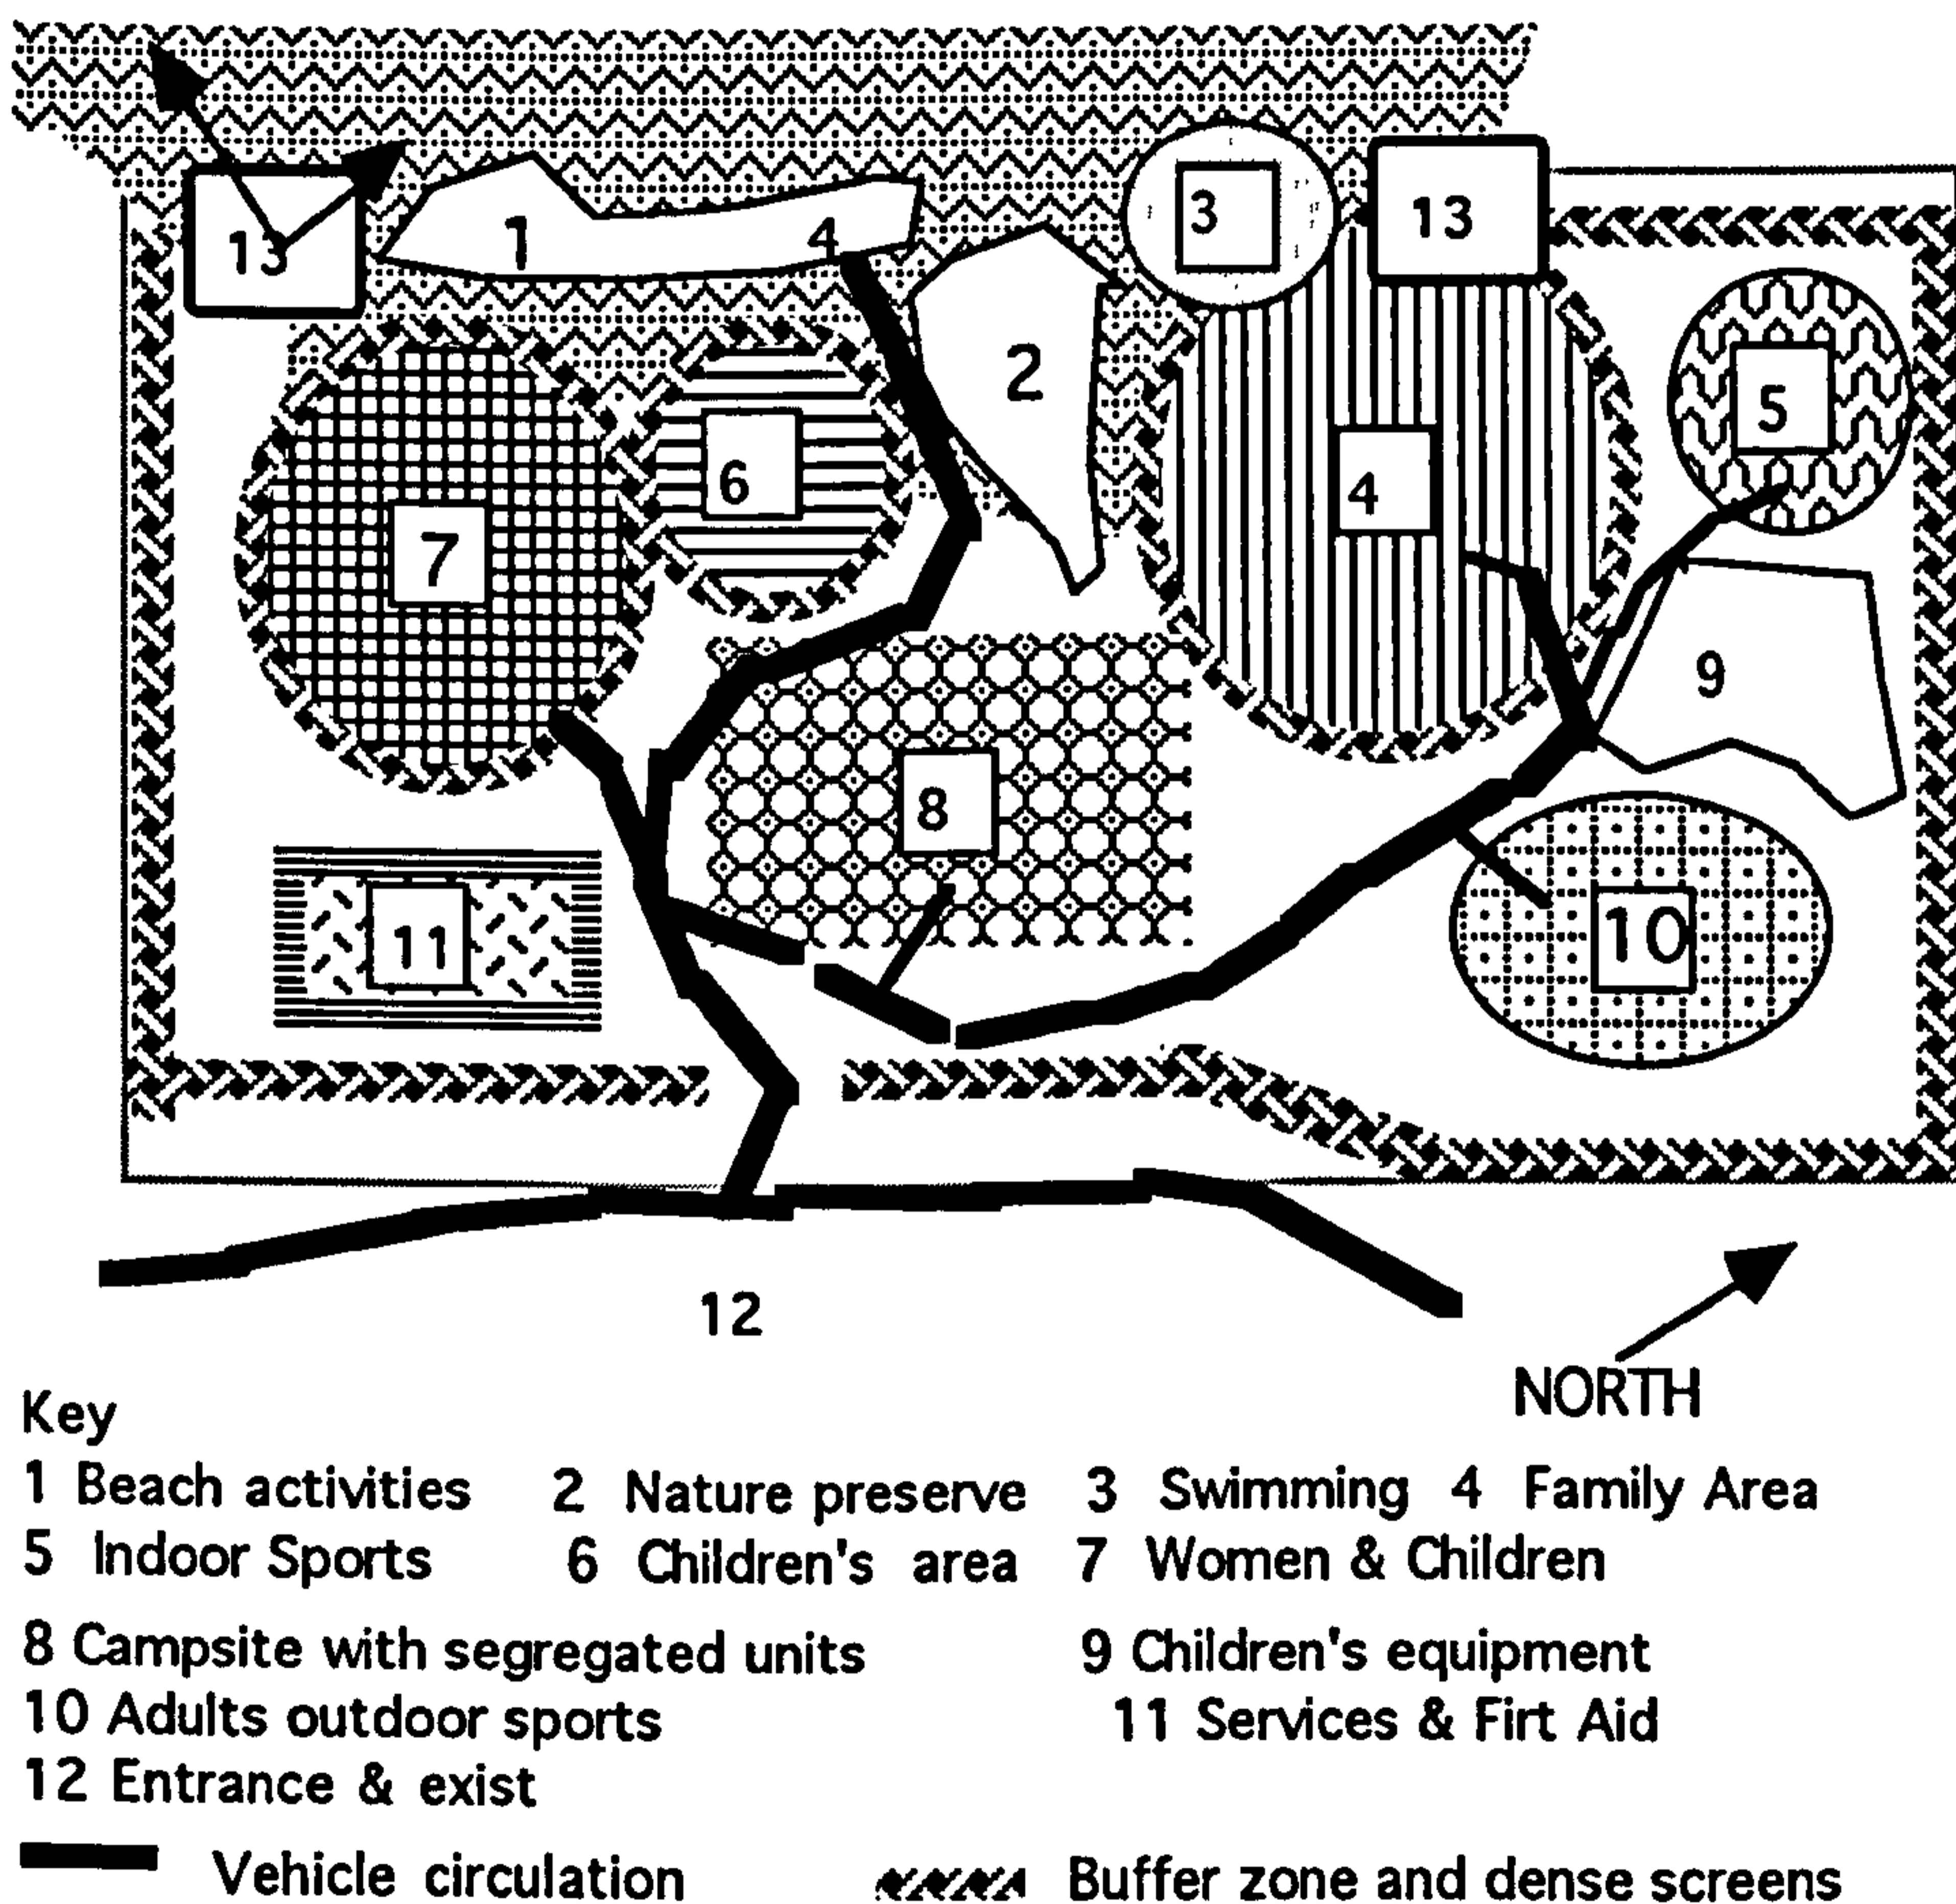 3
13
13
1
4
2
5
6
4
7
9
8
10
11
12
NORTH
Key
1 Beach activities 2 Nature preserve 3 Swimming 4 Family Area
5 Indoor Sports 6 Children's area 7 Women & Children
8 Campsite with segregated units 9 Children's equipment
10 Adults outdoor sports 11 Services & Firt Aid
12 Entrance & exist
Vehicle circulation Buffer zone and dense screens